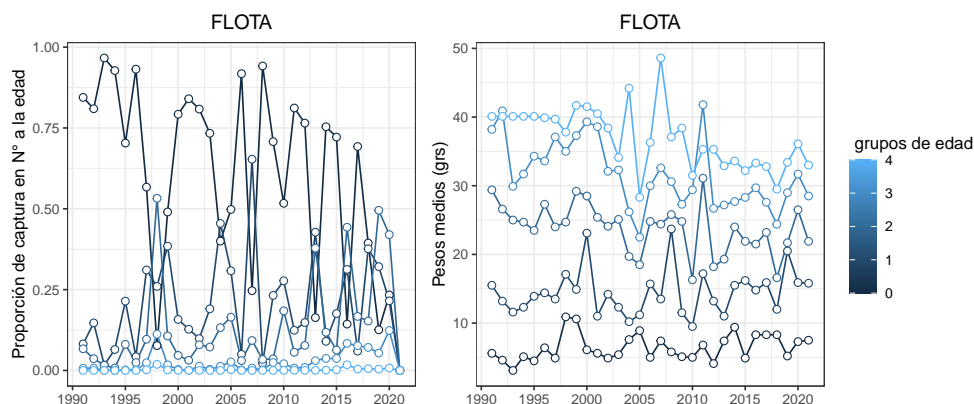 FLOTA
Proporción de captura en N° a la edad
1.00
0.75
0.50
0.25
0.00
1990 1995 2000 2005 2010 2015 2020
FLOTA
Pesos medios (grs)
50
40
30
20
10
1990 1995 2000 2005 2010 2015 2020
grupos de edad
4
3
2
1
0